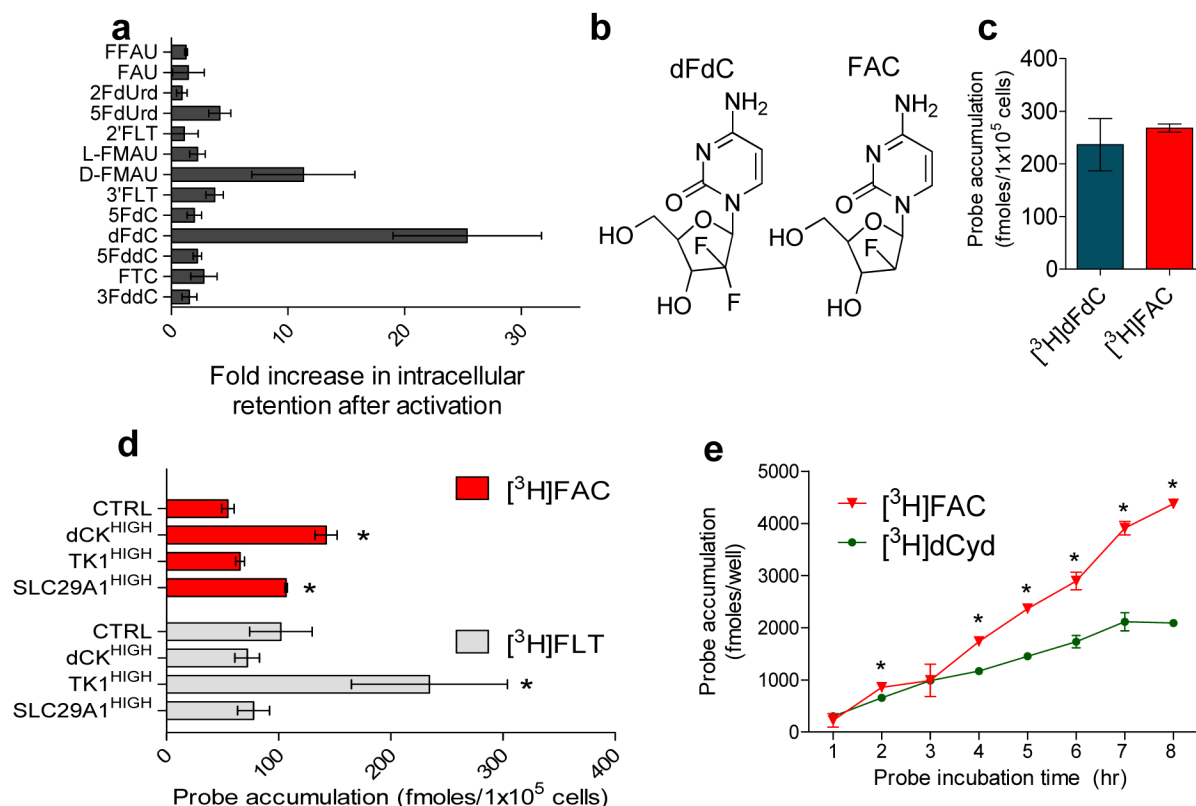 a
FFAU
FAU
2FdUrd
5FdUrd
2'FLT
L-FMAU
D-FMAU
3'FLT
5FdC
dFdC
5FddC
FTC
3FddC
0 10 20 30
Fold increase in intracellular
retention after activation
b
dFdC FAC
NH₂ NH₂
N N
O N O N
HO O F HO O F
HO F HO
c
Probe accumulation
(fmoles/1x10⁵ cells)
400
300
200
100
0
[³H]dFdC [³H]FAC
d
[³H]FAC
CTRL
dCK^HIGH *
TK1^HIGH
SLC29A1^HIGH *
[³H]FLT
CTRL
dCK^HIGH
TK1^HIGH *
SLC29A1^HIGH
0 100 200 300 400
Probe accumulation (fmoles/1x10⁵ cells)
e
Probe accumulation
(fmoles/well)
5000
4000
3000
2000
1000
0
[³H]FAC
[³H]dCyd
* * * * * *
1 2 3 4 5 6 7 8
Probe incubation time (hr)